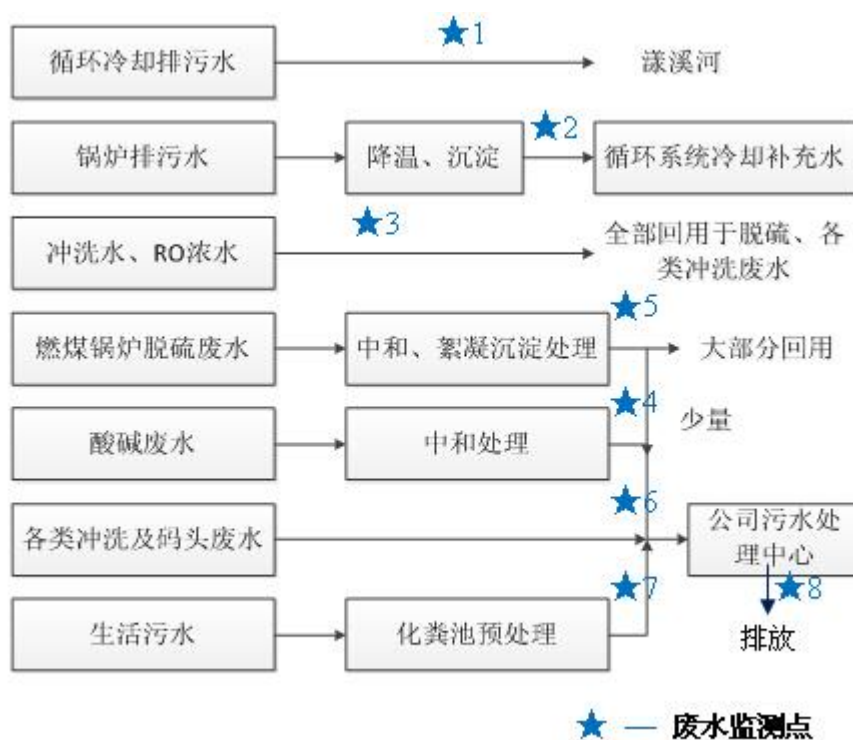 ★1
循环冷却排污水
漾溪河
★2
锅炉排污水
降温、沉淀
循环系统冷却补充水
★3
冲洗水、RO浓水
全部回用于脱硫、各
类冲洗废水
★5
燃煤锅炉脱硫废水
中和、絮凝沉淀处理
大部分回用
★4
少量
酸碱废水
中和处理
★6
各类冲洗及码头废水
公司污水处
理中心
★7
★8
生活污水
化粪池预处理
排放
★ — 废水监测点